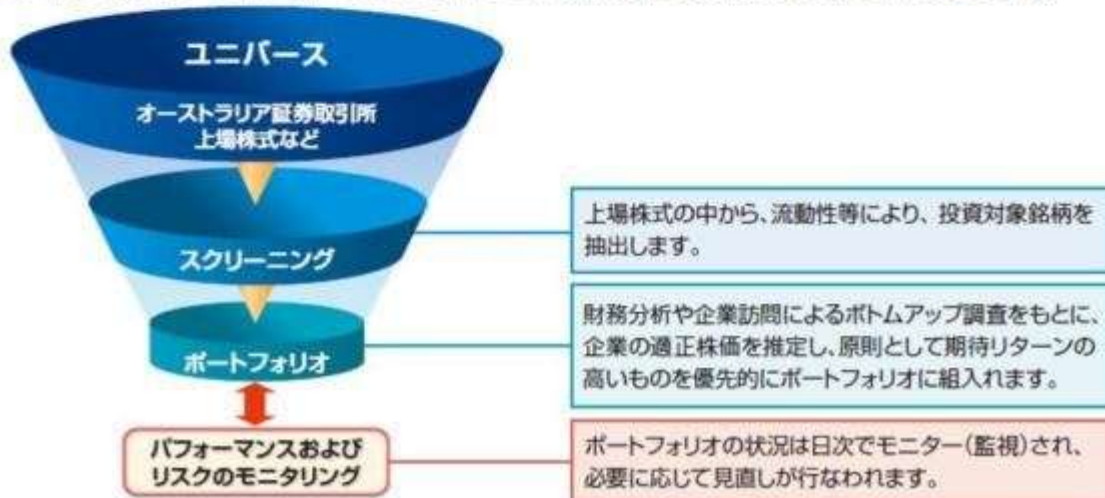 ユニバース
オーストラリア証券取引所
上場株式など
スクリーニング
ポートフォリオ
パフォーマンスおよび
リスクのモニタリング
上場株式の中から、流動性等により、投資対象銘柄を
抽出します。
財務分析や企業訪問によるボトムアップ調査をもとに、
企業の適正株価を推定し、原則として期待リターンの
高いものを優先的にポートフォリオに組入れます。
ポートフォリオの状況は日次でモニター(監視)され、
必要に応じて見直しが行なわれます。